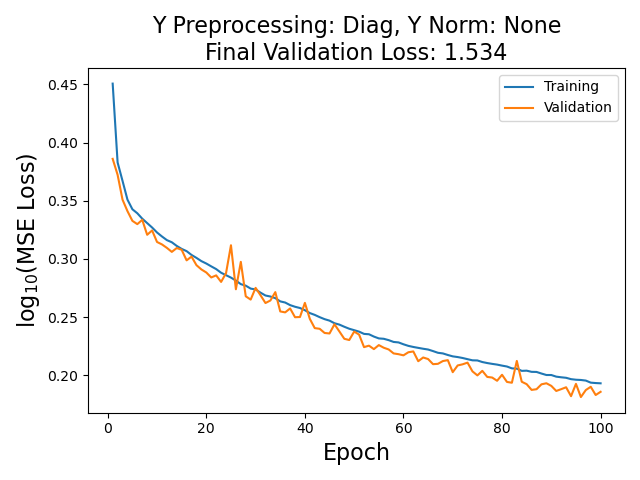 Y Preprocessing: Diag, Y Norm: None
Final Validation Loss: 1.534
Training
Validation
0.45
0.40
0.35
0.30
0.25
0.20
log₁₀(MSE Loss)
0
20
40
60
80
100
Epoch